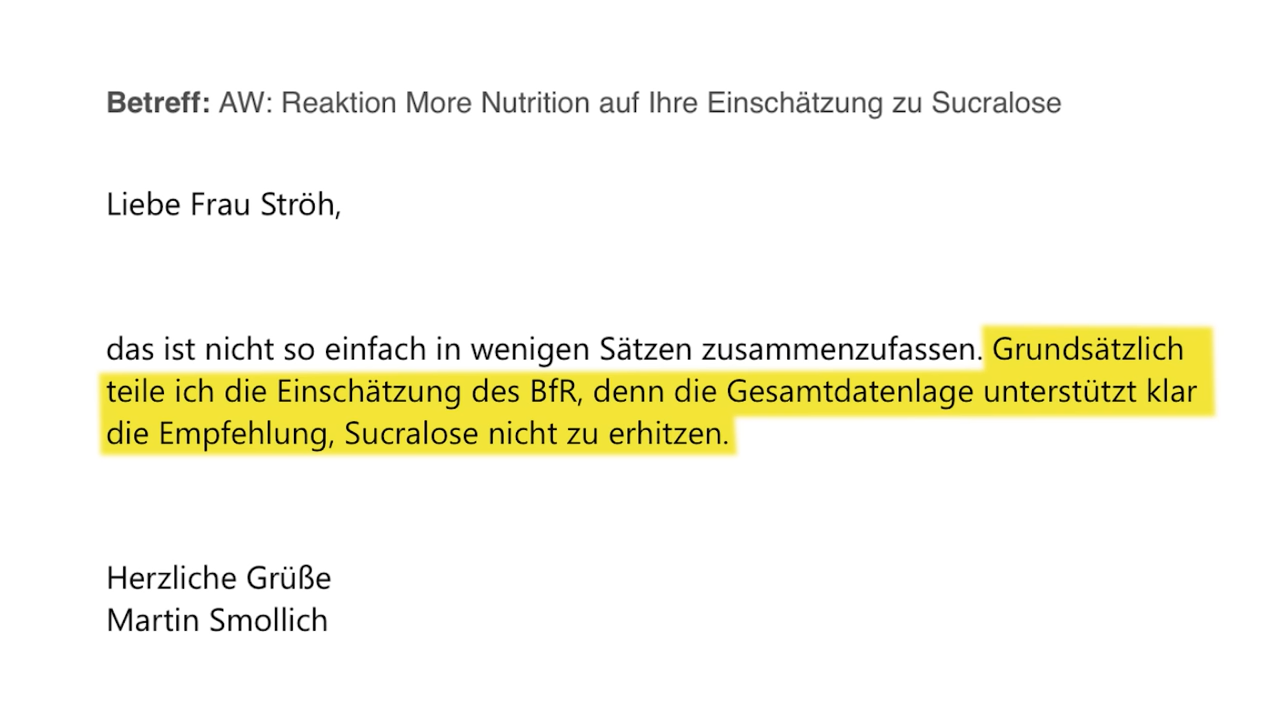 Betreff: AW: Reaktion More Nutrition auf Ihre Einschätzung zu Sucralose
Liebe Frau Ströh,
das ist nicht so einfach in wenigen Sätzen zusammenzufassen. Grundsätzlich
teile ich die Einschätzung des BfR, denn die Gesamtdatenlage unterstützt klar
die Empfehlung, Sucralose nicht zu erhitzen.
Herzliche Grüße
Martin Smollich